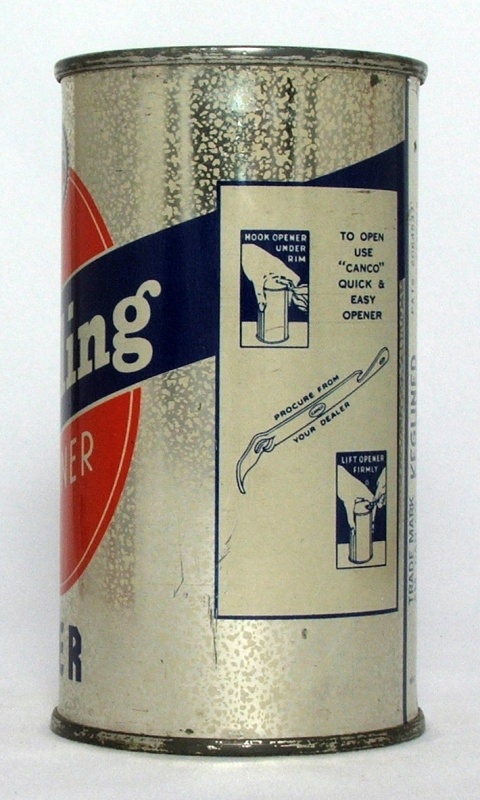 ing
NER
ER
HOOK OPENER
UNDER
RIM
TO OPEN
USE
"CANCO"
QUICK &
EASY
OPENER
PROCURE FROM
YOUR DEALER
LIFT OPENER
FIRMLY
TRADE MARK KEGLINED